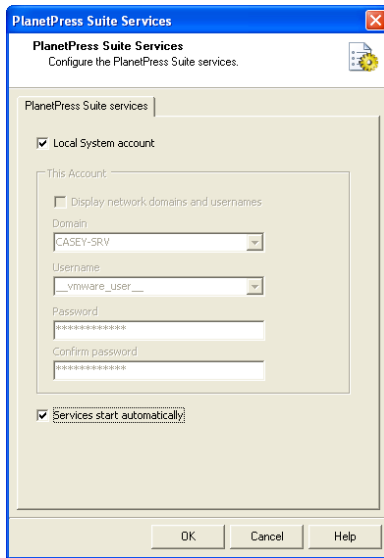 PlanetPress Suite Services
PlanetPress Suite Services
Configure the PlanetPress Suite services.
PlanetPress Suite services
Local System account
This Account
Display network domains and usernames
Domain
CASEY-SRV
Username
__vmware_user__
Password
************
Confirm password
************
Services start automatically
OK Cancel Help